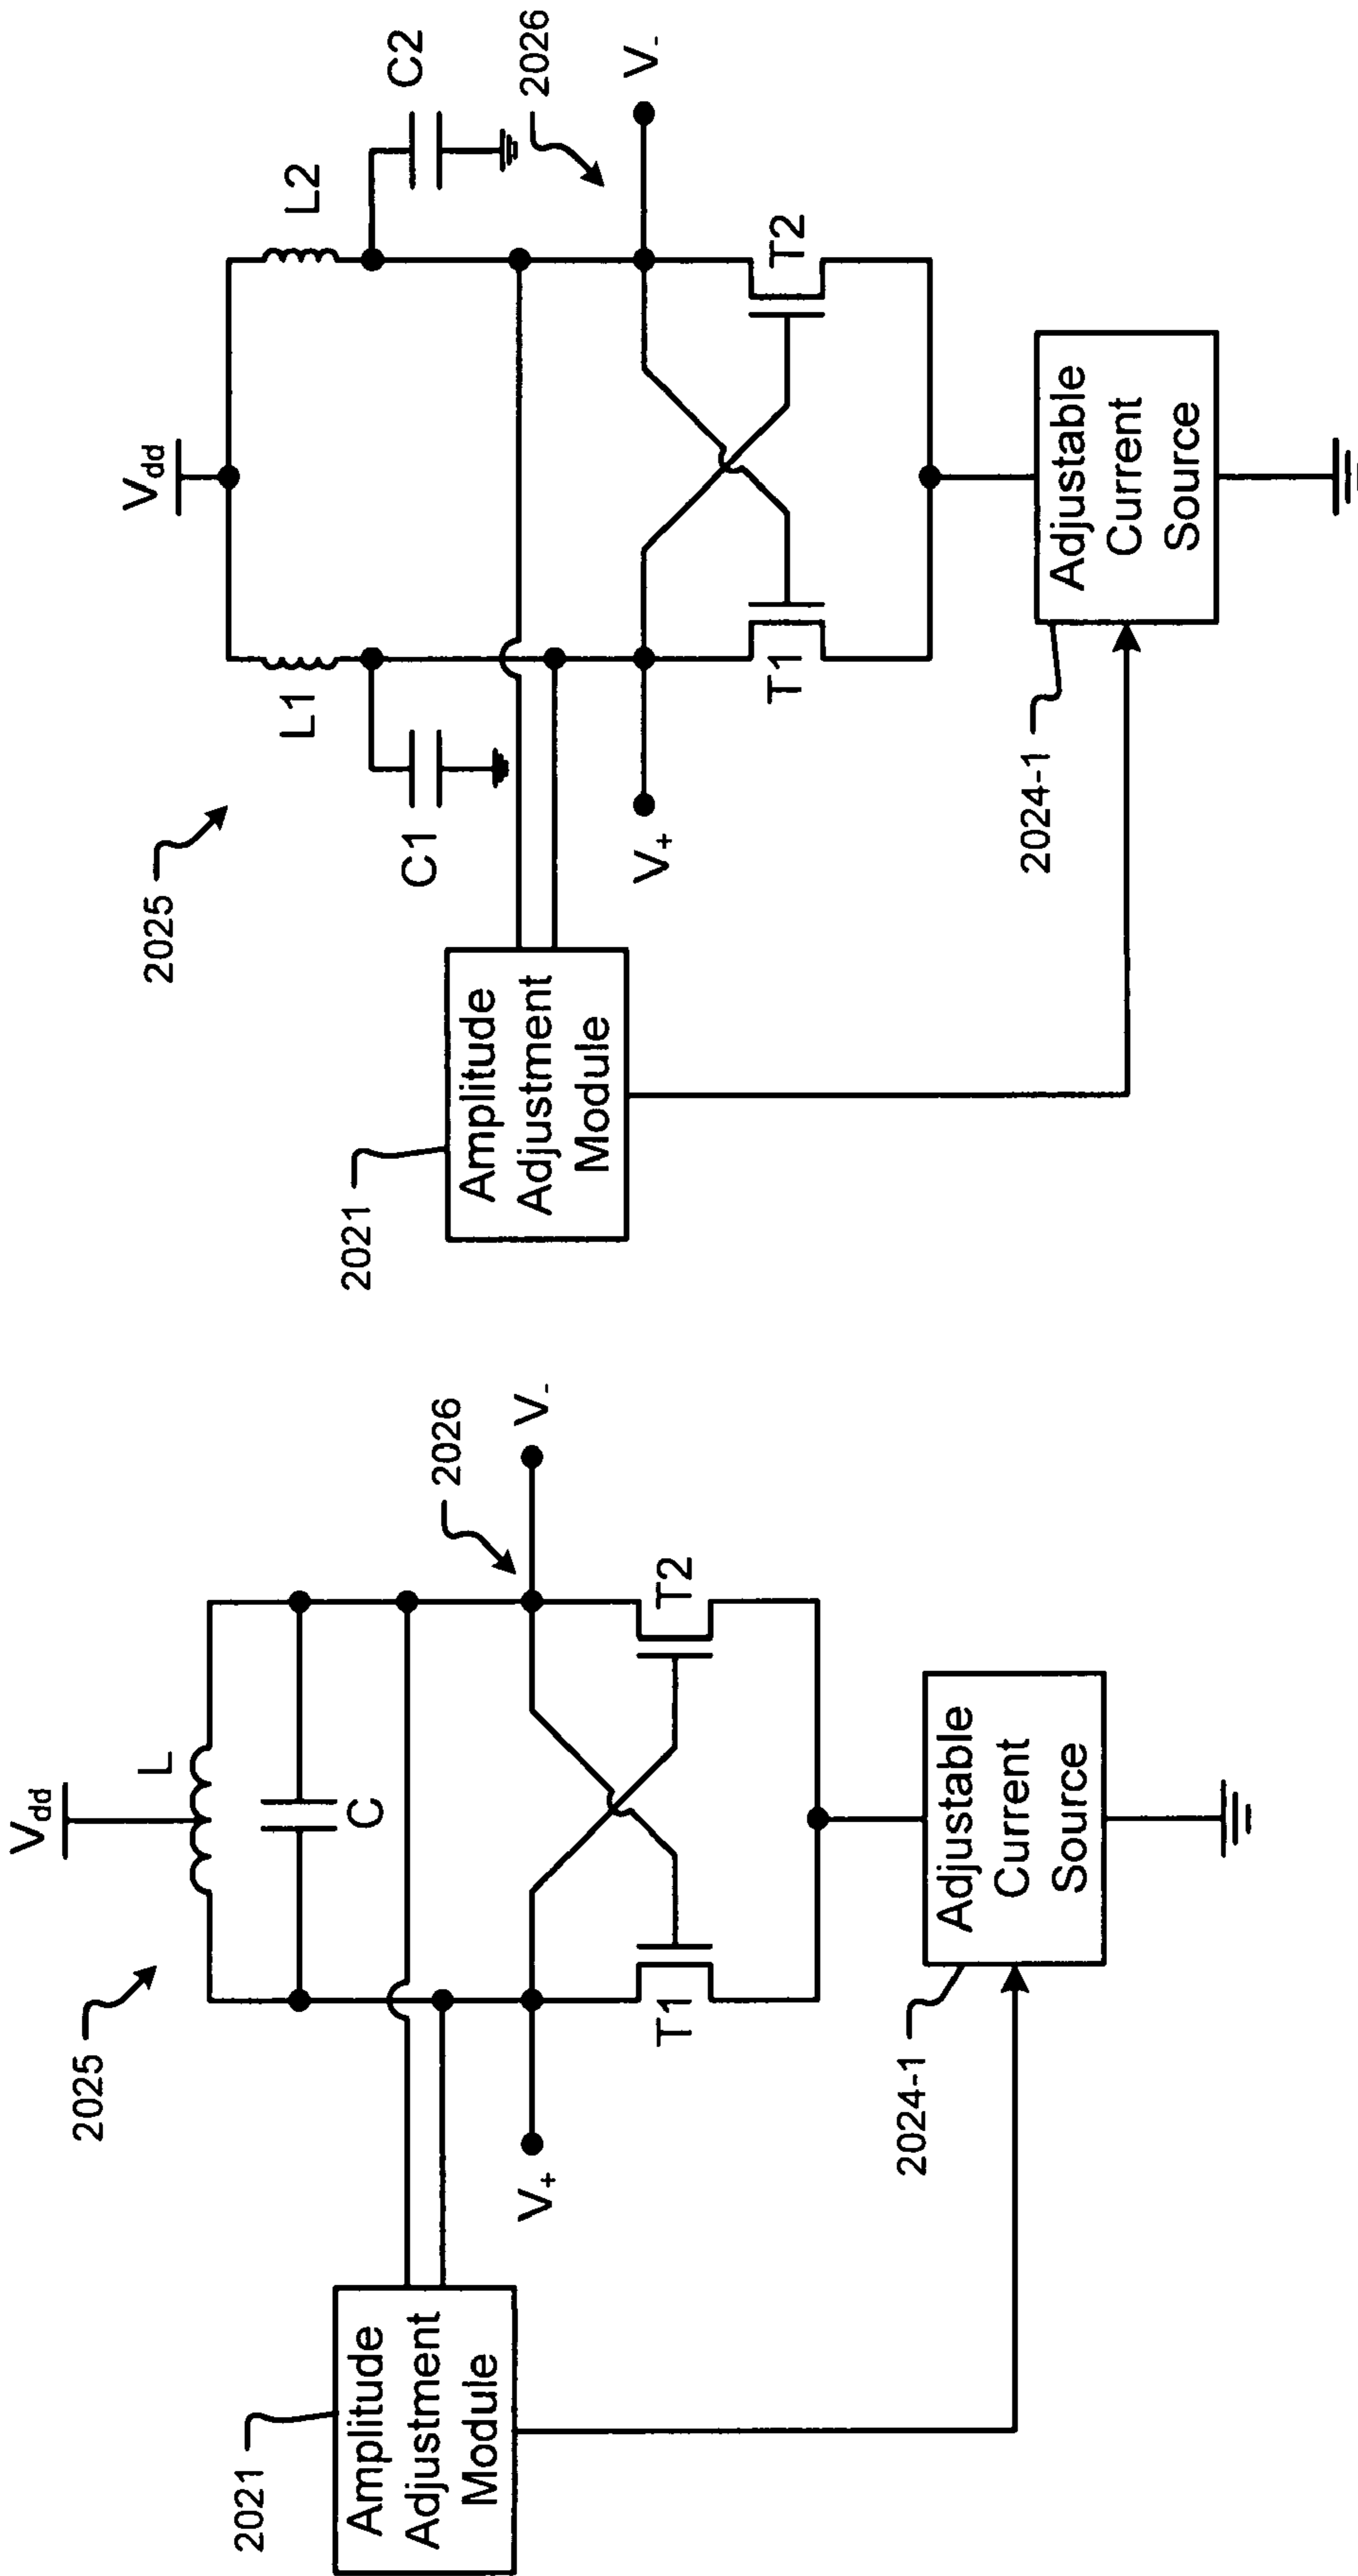 2025
Vdd
L
C
2021
Amplitude
Adjustment
Module
2026
V+
V-
T1
T2
2024-1
Adjustable
Current
Source
2025
Vdd
L1
L2
C1
C2
2021
Amplitude
Adjustment
Module
2026
V+
V-
T1
T2
2024-1
Adjustable
Current
Source